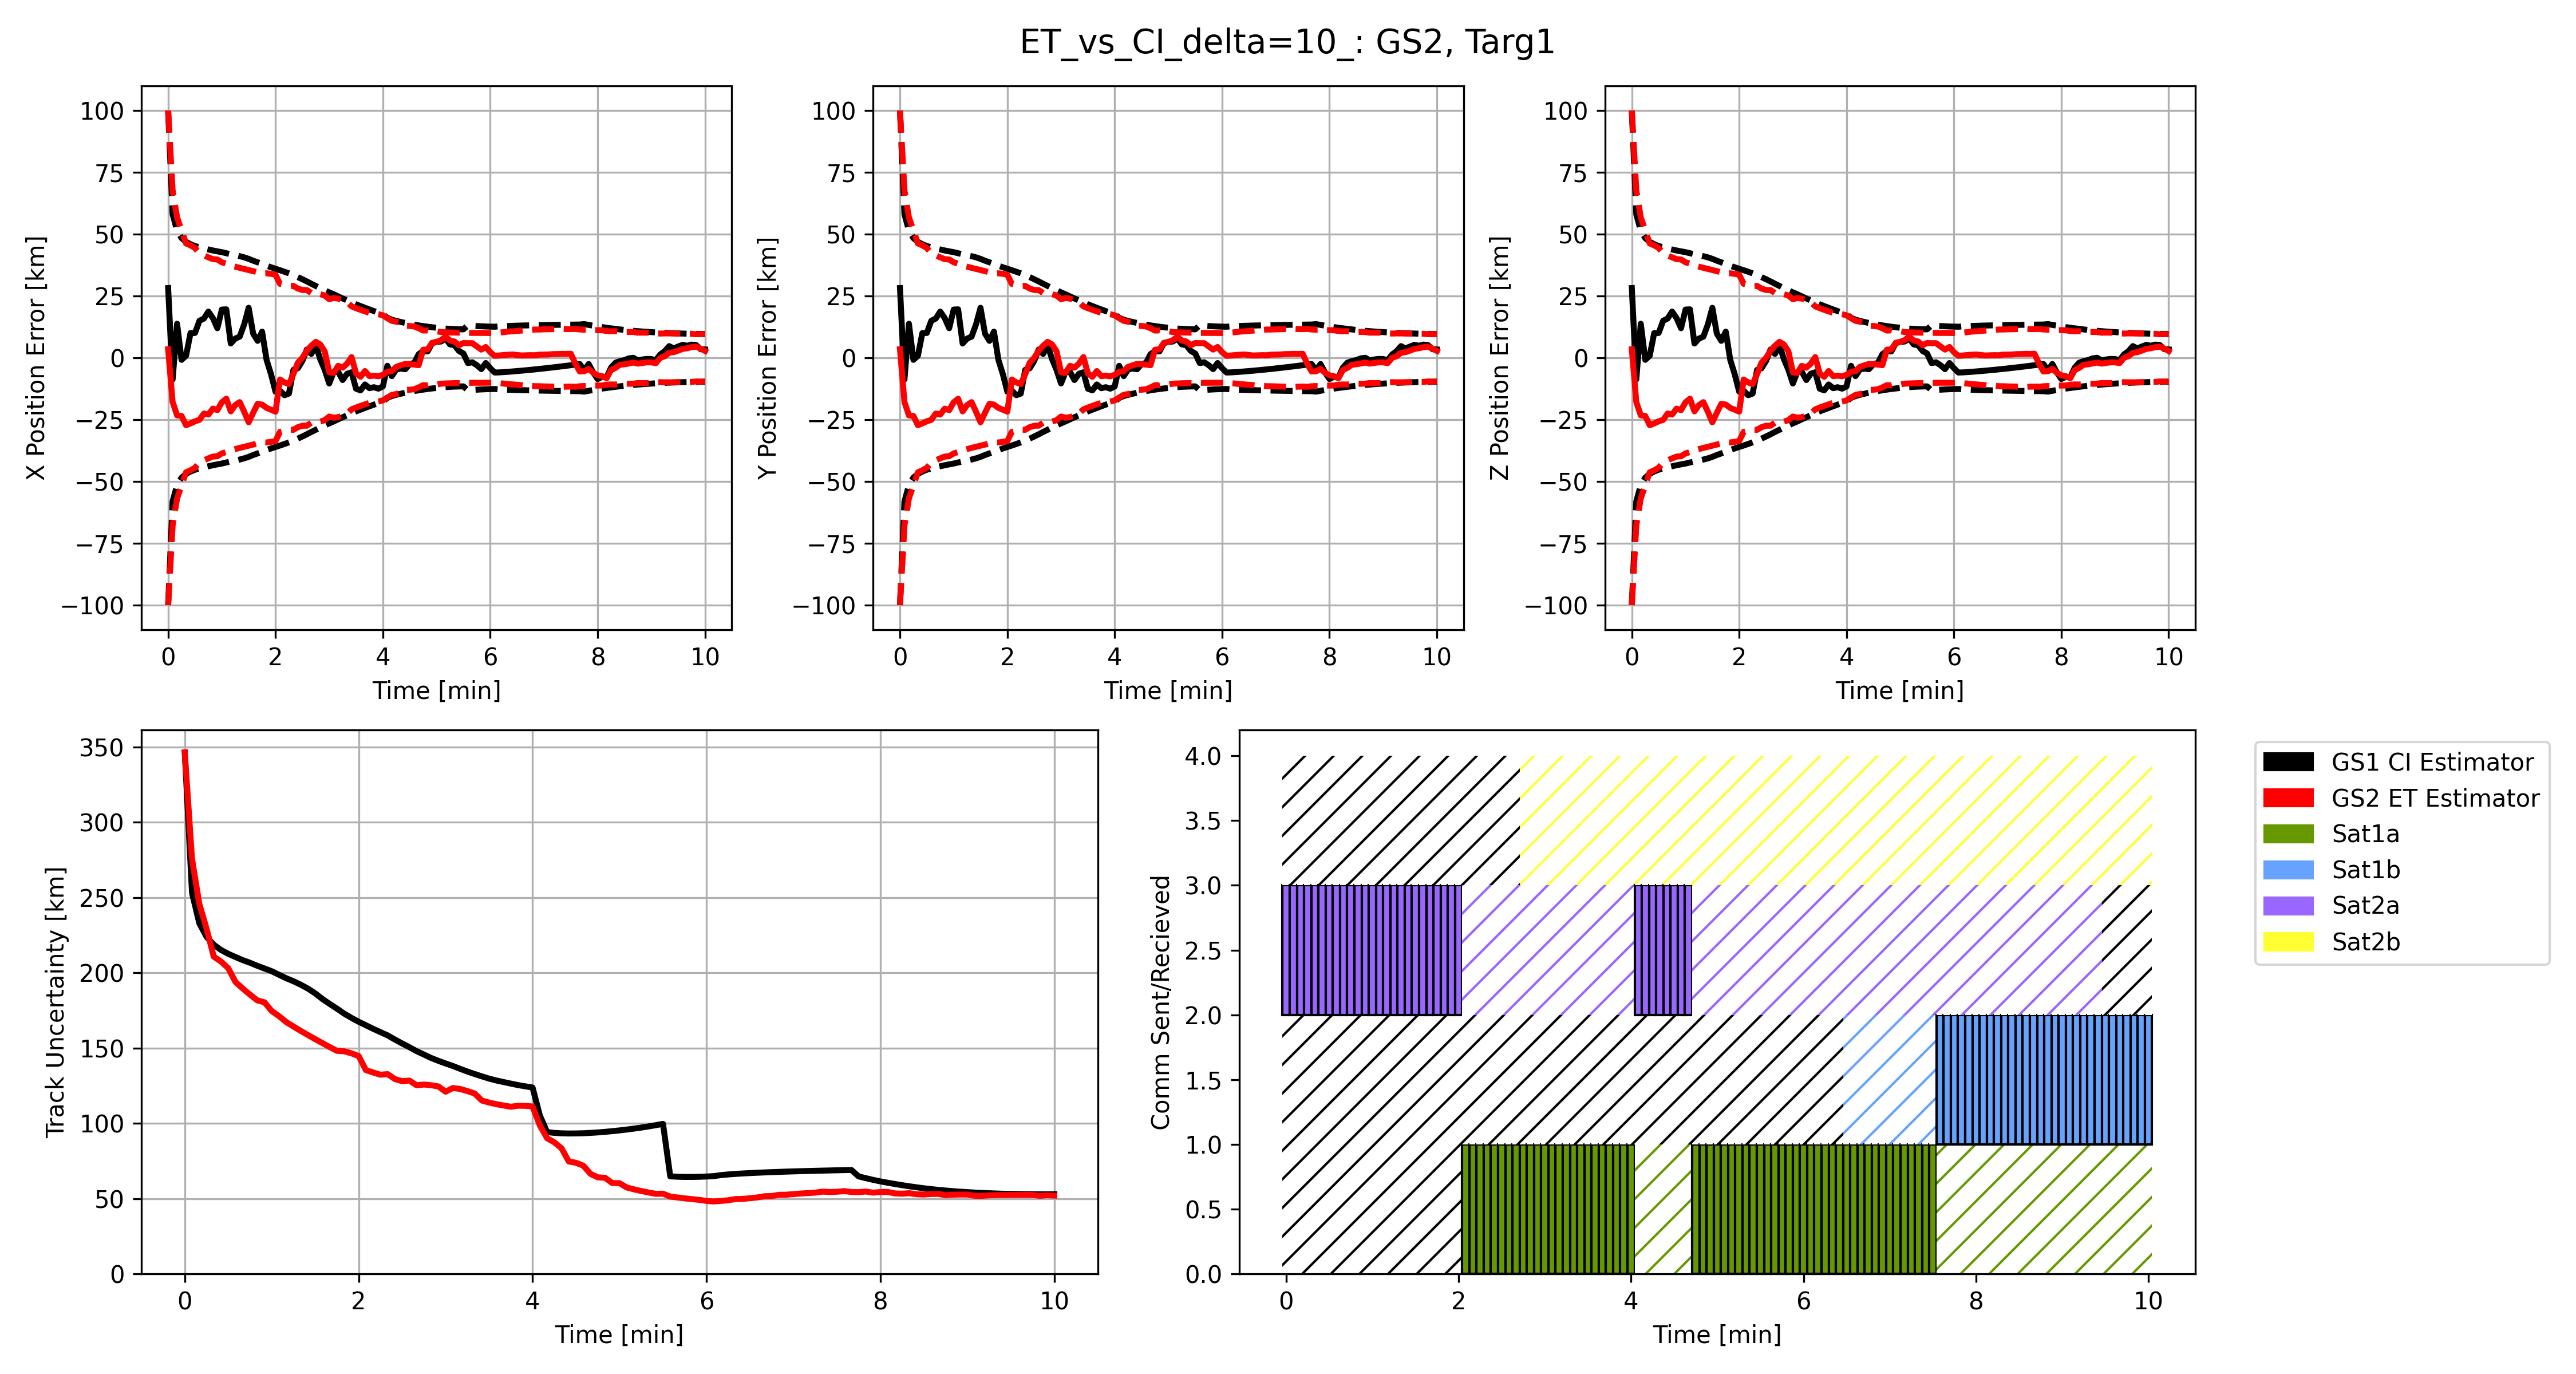 ET_vs_CI_delta=10_: GS2, Targ1
X Position Error [km]
100
75
50
25
0
−25
−50
−75
−100
0 2 4 6 8 10
Time [min]
Y Position Error [km]
100
75
50
25
0
−25
−50
−75
−100
0 2 4 6 8 10
Time [min]
Z Position Error [km]
100
75
50
25
0
−25
−50
−75
−100
0 2 4 6 8 10
Time [min]
Track Uncertainty [km]
350
300
250
200
150
100
50
0
0 2 4 6 8 10
Time [min]
Comm Sent/Recieved
4.0
3.5
3.0
2.5
2.0
1.5
1.0
0.5
0.0
0 2 4 6 8 10
Time [min]
GS1 CI Estimator
GS2 ET Estimator
Sat1a
Sat1b
Sat2a
Sat2b